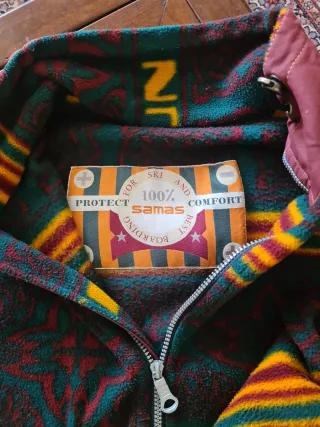 FOR SKI AND
100%
PROTECT samas COMFORT
BEST BOARDING